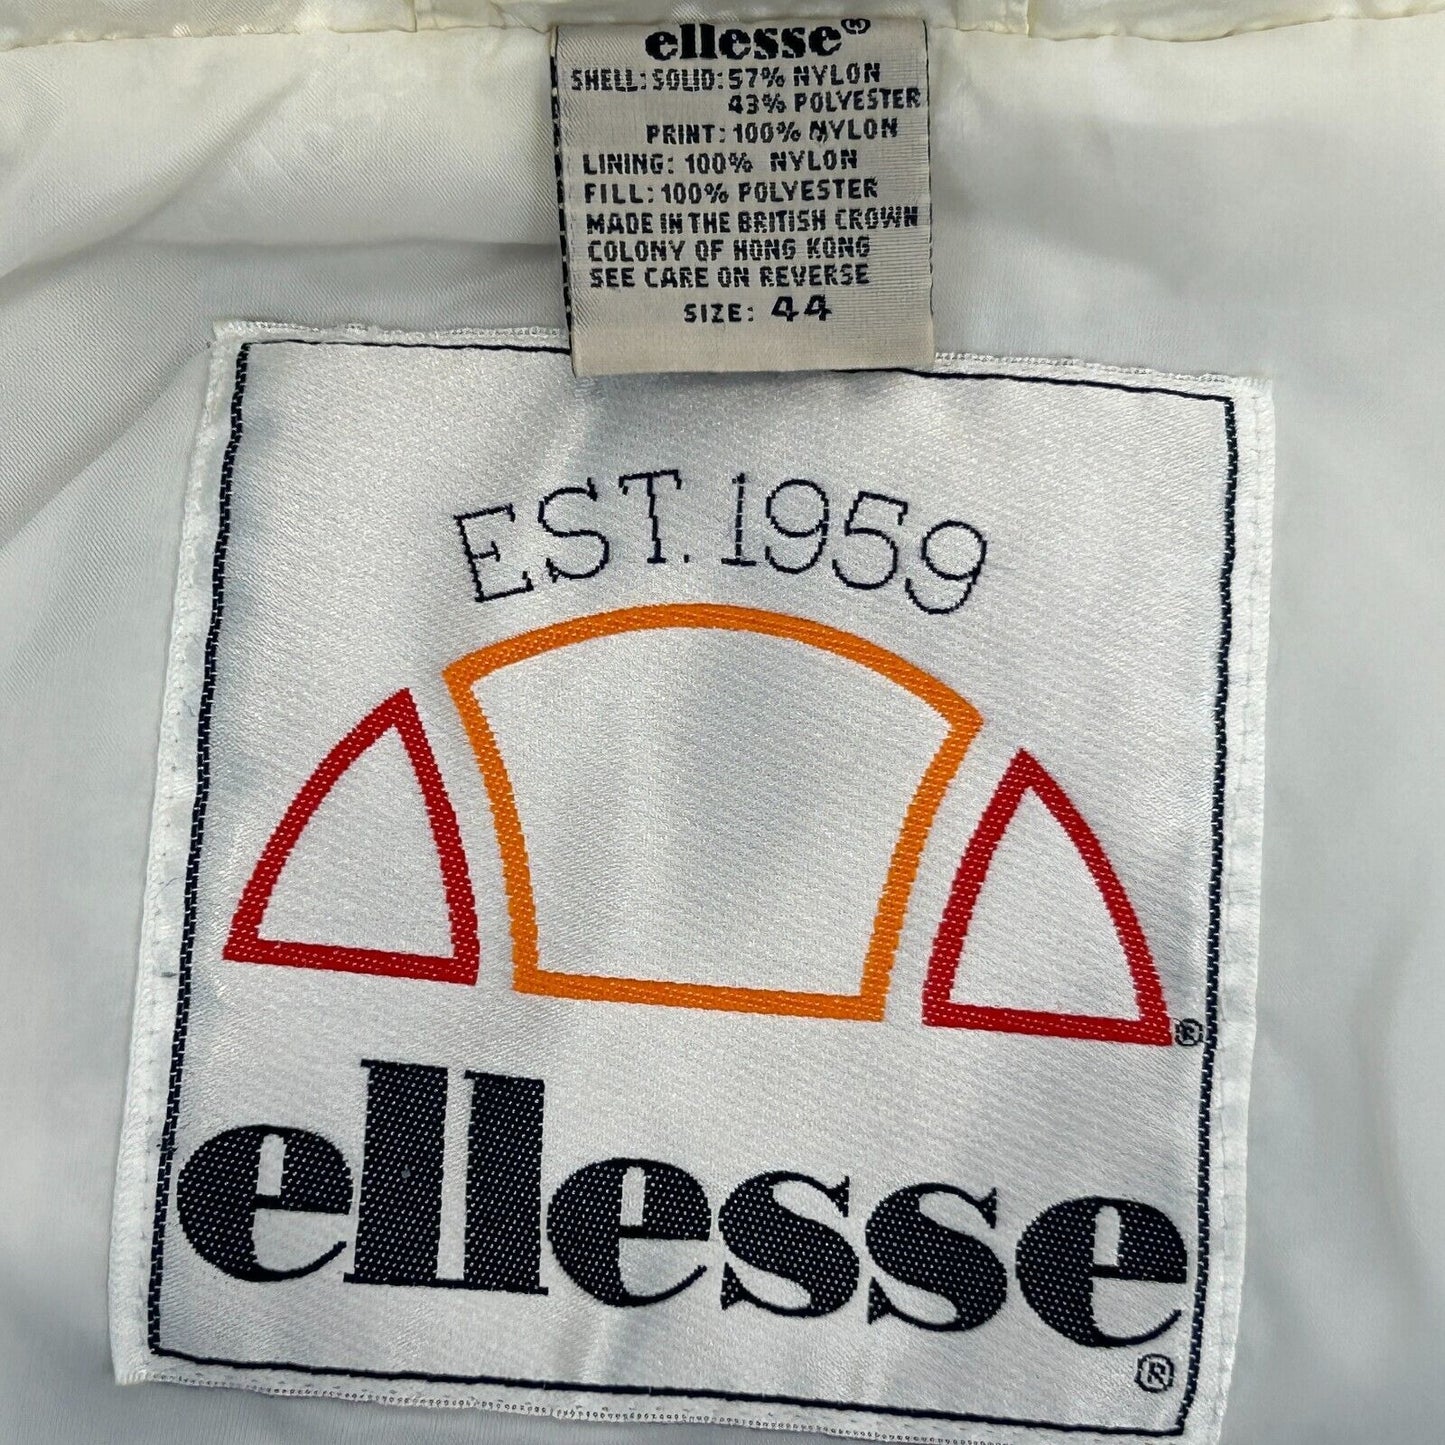 ellesse®
SHELL: SOLID: 57% NYLON
43% POLYESTER
PRINT: 100% NYLON
LINING: 100% NYLON
FILL: 100% POLYESTER
MADE IN THE BRITISH CROWN
COLONY OF HONG KONG
SEE CARE ON REVERSE
SIZE: 44
EST. 1959
®
ellesse
®